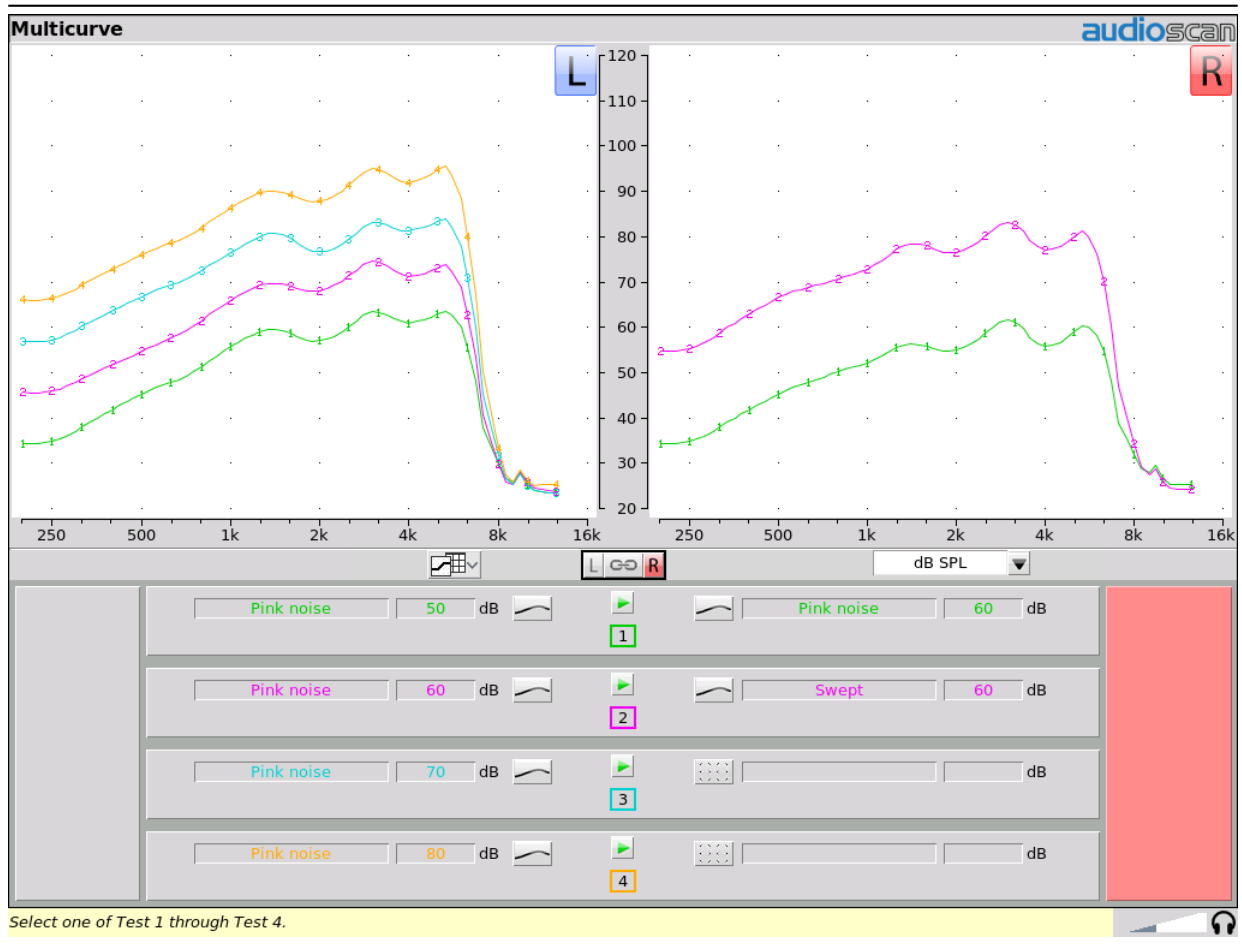 Multicurve
audioscan
L
R
120
110
100
90
80
70
60
50
40
30
20
250 500 1k 2k 4k 8k 16k 250 500 1k 2k 4k 8k 16k
L R dB SPL
Pink noise 50 dB Pink noise 60 dB
1
Pink noise 60 dB Swept 60 dB
2
Pink noise 70 dB dB
3
Pink noise 80 dB dB
4
Select one of Test 1 through Test 4.